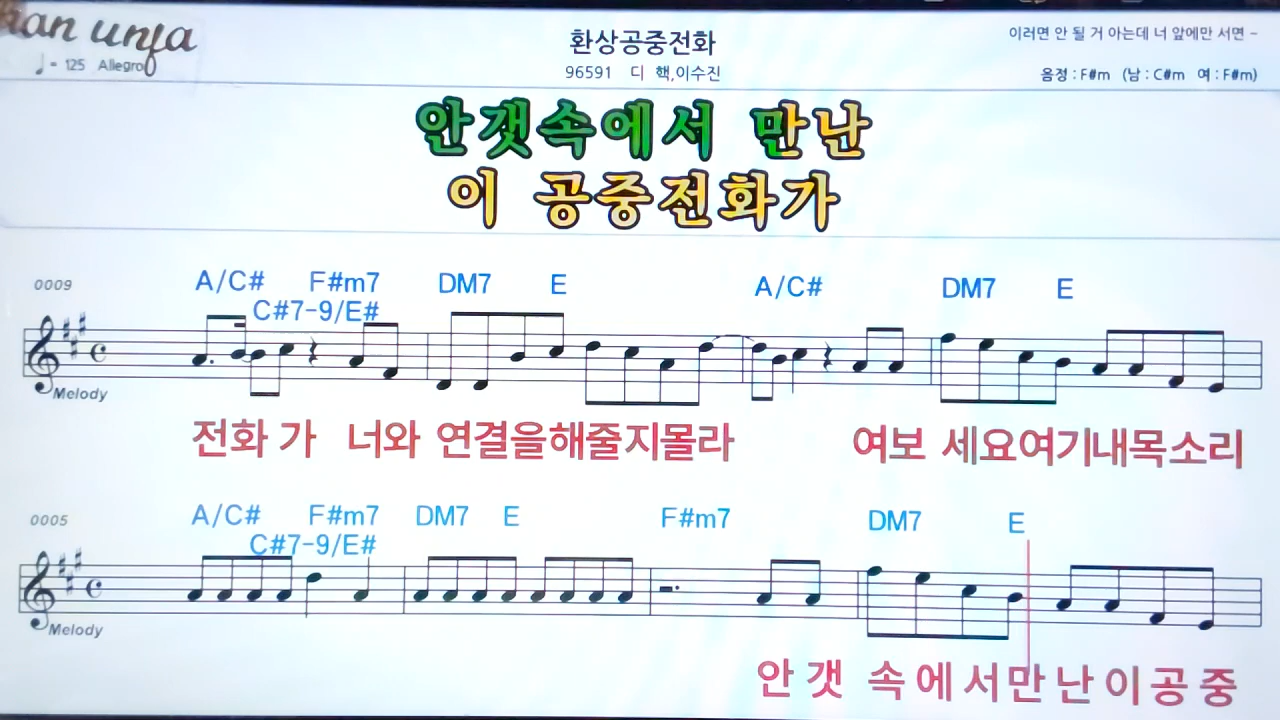 환상공중전화
이러면 안 될 거 아는데 너 앞에만 서면 -
♩= 125 Allegro
96591 디 핵,이수진
음정 : F#m (남 : C#m 여 : F#m)
안갯속에서 만난
이 공중전화가
0009
A/C# F#m7 DM7 E A/C# DM7 E
C#7-9/E#
Melody
전화 가 너와 연결을해줄지몰라 여보 세요여기내목소리
0005
A/C# F#m7 DM7 E F#m7 DM7 E
C#7-9/E#
Melody
안 갯 속 에 서 만 난 이 공 중